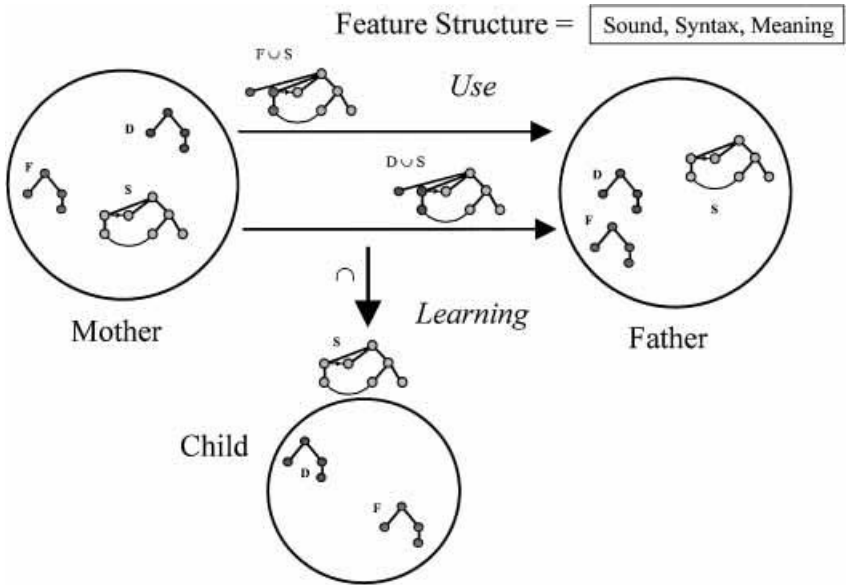 Feature Structure = Sound, Syntax, Meaning
F ∪ S
Use
D
F
S
D ∪ S
D
F
S
Mother
∩
Learning
Father
S
Child
D
F